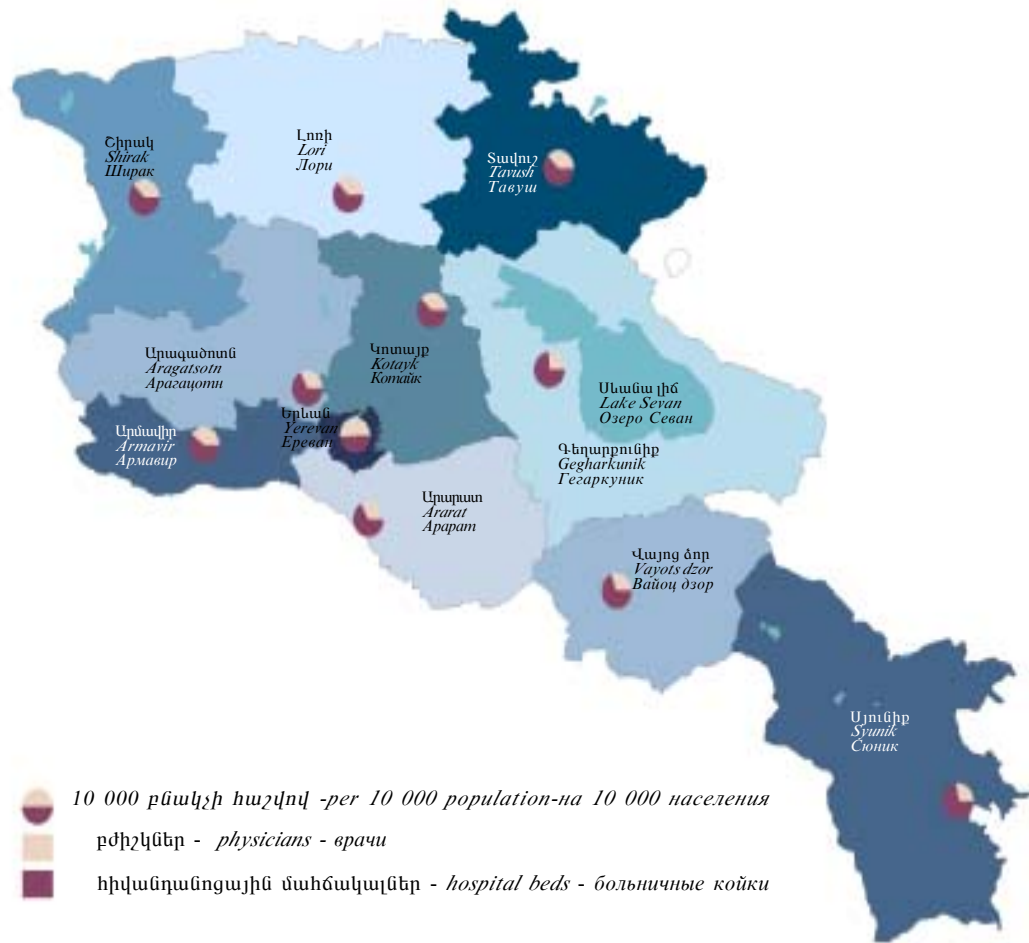 Շիրակ
Shirak
Ширак
Լոռի
Lori
Лори
Տավուշ
Tavush
Тавуш
Արագածոտն
Aragatsotn
Арагацотн
Կոտայք
Kotayk
Котайк
Սևանա լիճ
Lake Sevan
Озеро Севан
Երևան
Yerevan
Ереван
Արմավիր
Armavir
Армавир
Գեղարքունիք
Gegharkunik
Гегаркуник
Արարատ
Ararat
Арарат
Վայոց ձոր
Vayots dzor
Вайоц дзор
Սյունիք
Syunik
Сюник
10 000 բնակչի հաշվով -per 10 000 population-на 10 000 населения
բժիշկներ - physicians - врачи
հիվանդանոցային մահճակալներ - hospital beds - больничные койки